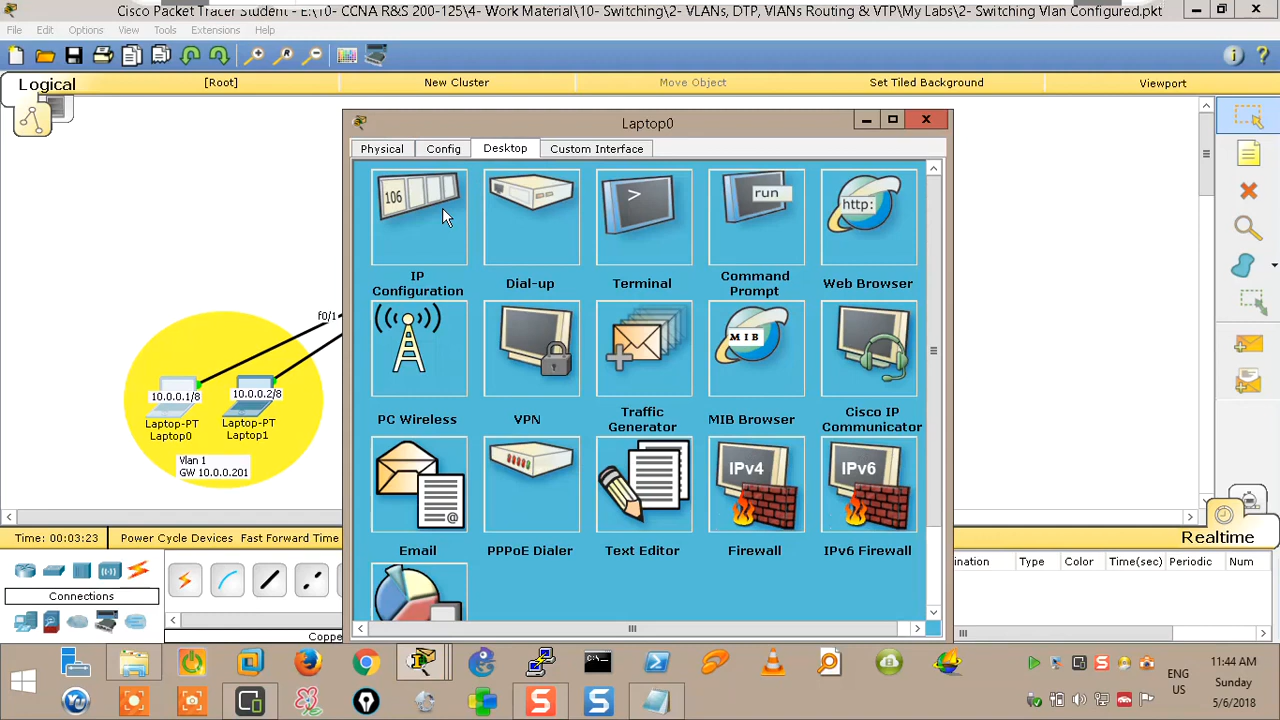 Cisco Packet Tracer Student - E:\10- CCNA R&S 200-125\4- Work Material\10- Switching\2- VLANs, DTP, VIANs Routing & VTP\My Labs\2- Switching Vlan Configured.pkt
File Edit Options View Tools Extensions Help
Logical
[Root]
New Cluster
Move Object
Set Tiled Background
Viewport
Laptop0
Physical Config Desktop Custom Interface
106
>
run
http:
IP Configuration
Dial-up
Terminal
Command Prompt
Web Browser
MIB
PC Wireless
VPN
Traffic Generator
MIB Browser
Cisco IP Communicator
@
IPv4
IPv6
Email
PPPoE Dialer
Text Editor
Firewall
IPv6 Firewall
f0/1
10.0.0.1/8
10.0.0.2/8
Laptop-PT
Laptop0
Laptop-PT
Laptop1
Vlan 1
GW 10.0.0.201
Time: 00:03:23
Power Cycle Devices Fast Forward Time
Realtime
Connections
Coppe
ination Type Color Time(sec) Periodic Num
ENG
US
11:44 AM
Sunday
5/6/2018